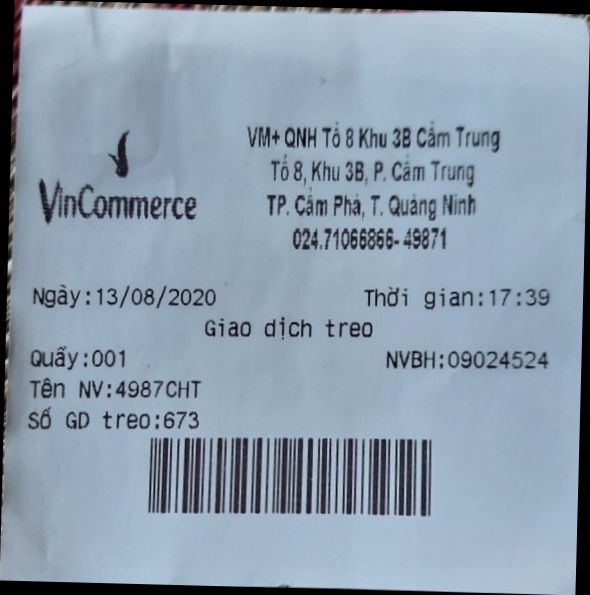 VinCommerce
VM+ QNH Tổ 8 Khu 3B Cẩm Trung
Tổ 8, Khu 3B, P. Cẩm Trung
TP. Cẩm Phả, T. Quảng Ninh
024.71066866- 49871
Ngày:13/08/2020 Thời gian:17:39
Giao dịch treo
Quầy:001 NVBH:09024524
Tên NV:4987CHT
Số GD treo:673